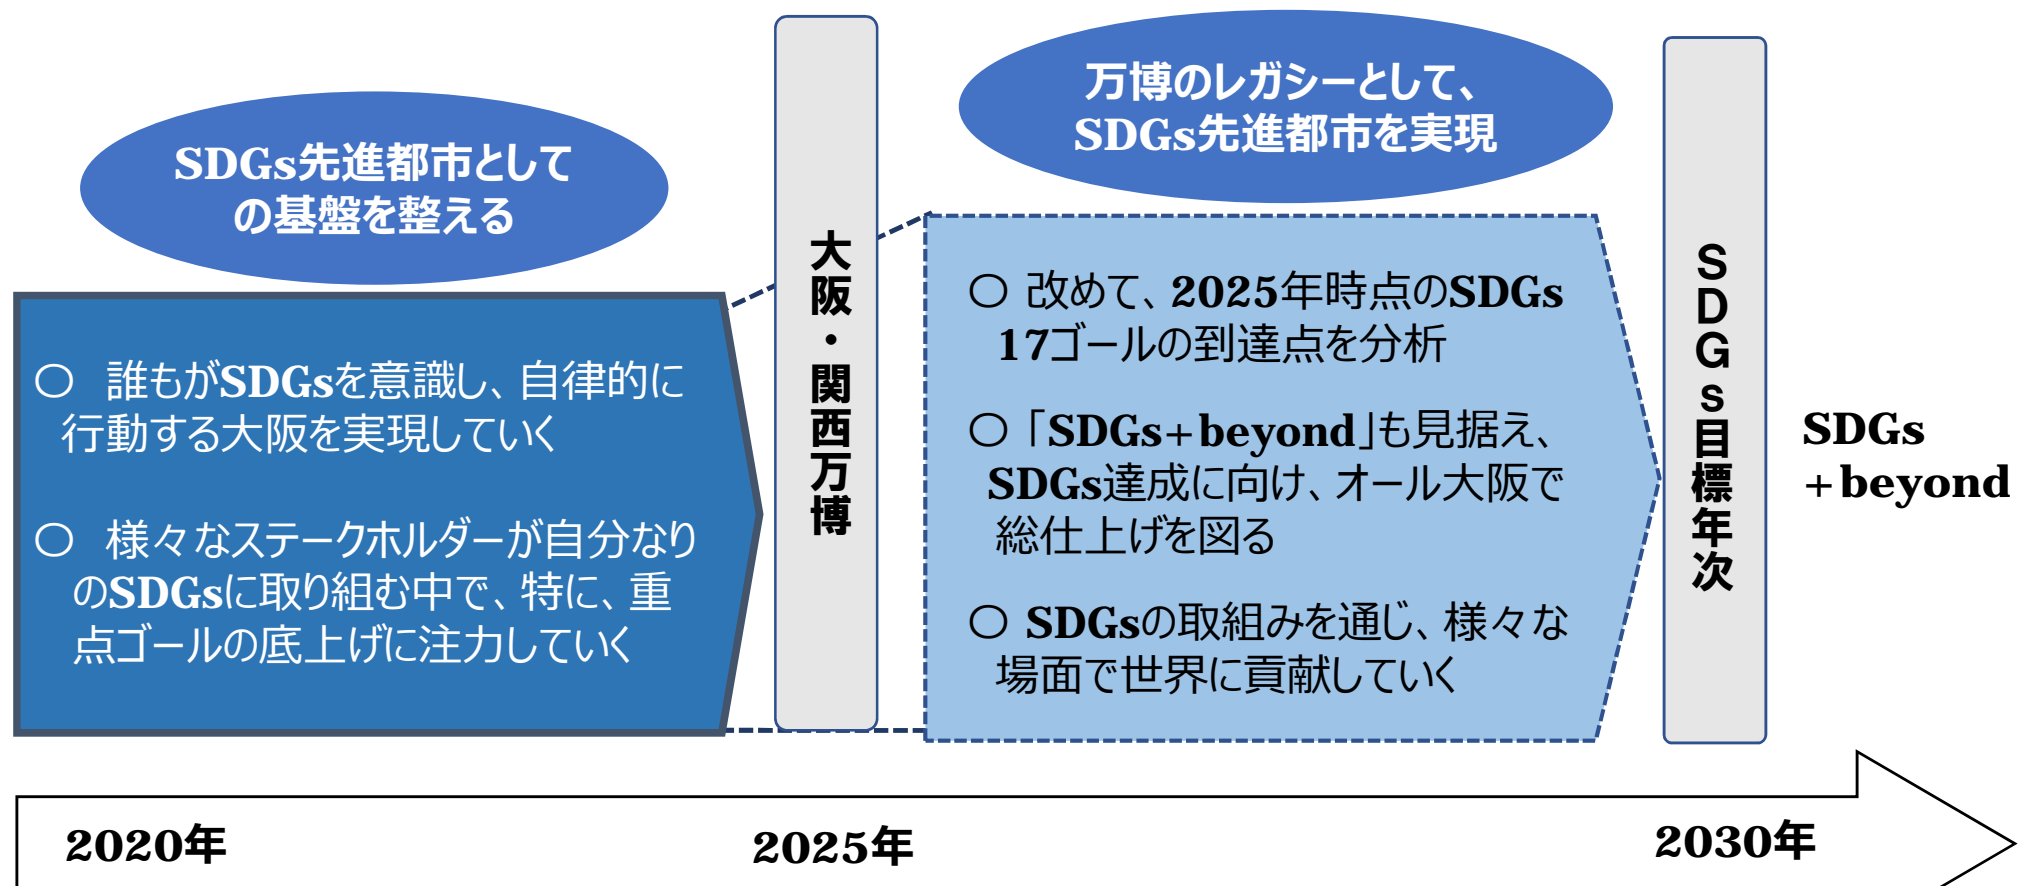 SDGs先進都市として
の基盤を整える
〇 誰もがSDGsを意識し、自律的に
行動する大阪を実現していく
〇 様々なステークホルダーが自分なり
のSDGsに取り組む中で、特に、重
点ゴールの底上げに注力していく
大阪・関西万博
万博のレガシーとして、
SDGs先進都市を実現
〇 改めて、2025年時点のSDGs
17ゴールの到達点を分析
〇「SDGs+beyond」も見据え、
SDGs達成に向け、オール大阪で
総仕上げを図る
〇 SDGsの取組みを通じ、様々な
場面で世界に貢献していく
SDGs目標年次
SDGs
+beyond
2020年
2025年
2030年